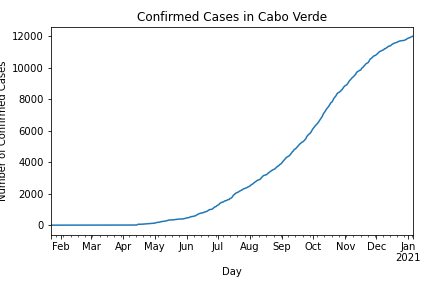 Confirmed Cases in Cabo Verde
Number of Confirmed Cases
12000
10000
8000
6000
4000
2000
0
Feb Mar Apr May Jun Jul Aug Sep Oct Nov Dec Jan
2021
Day